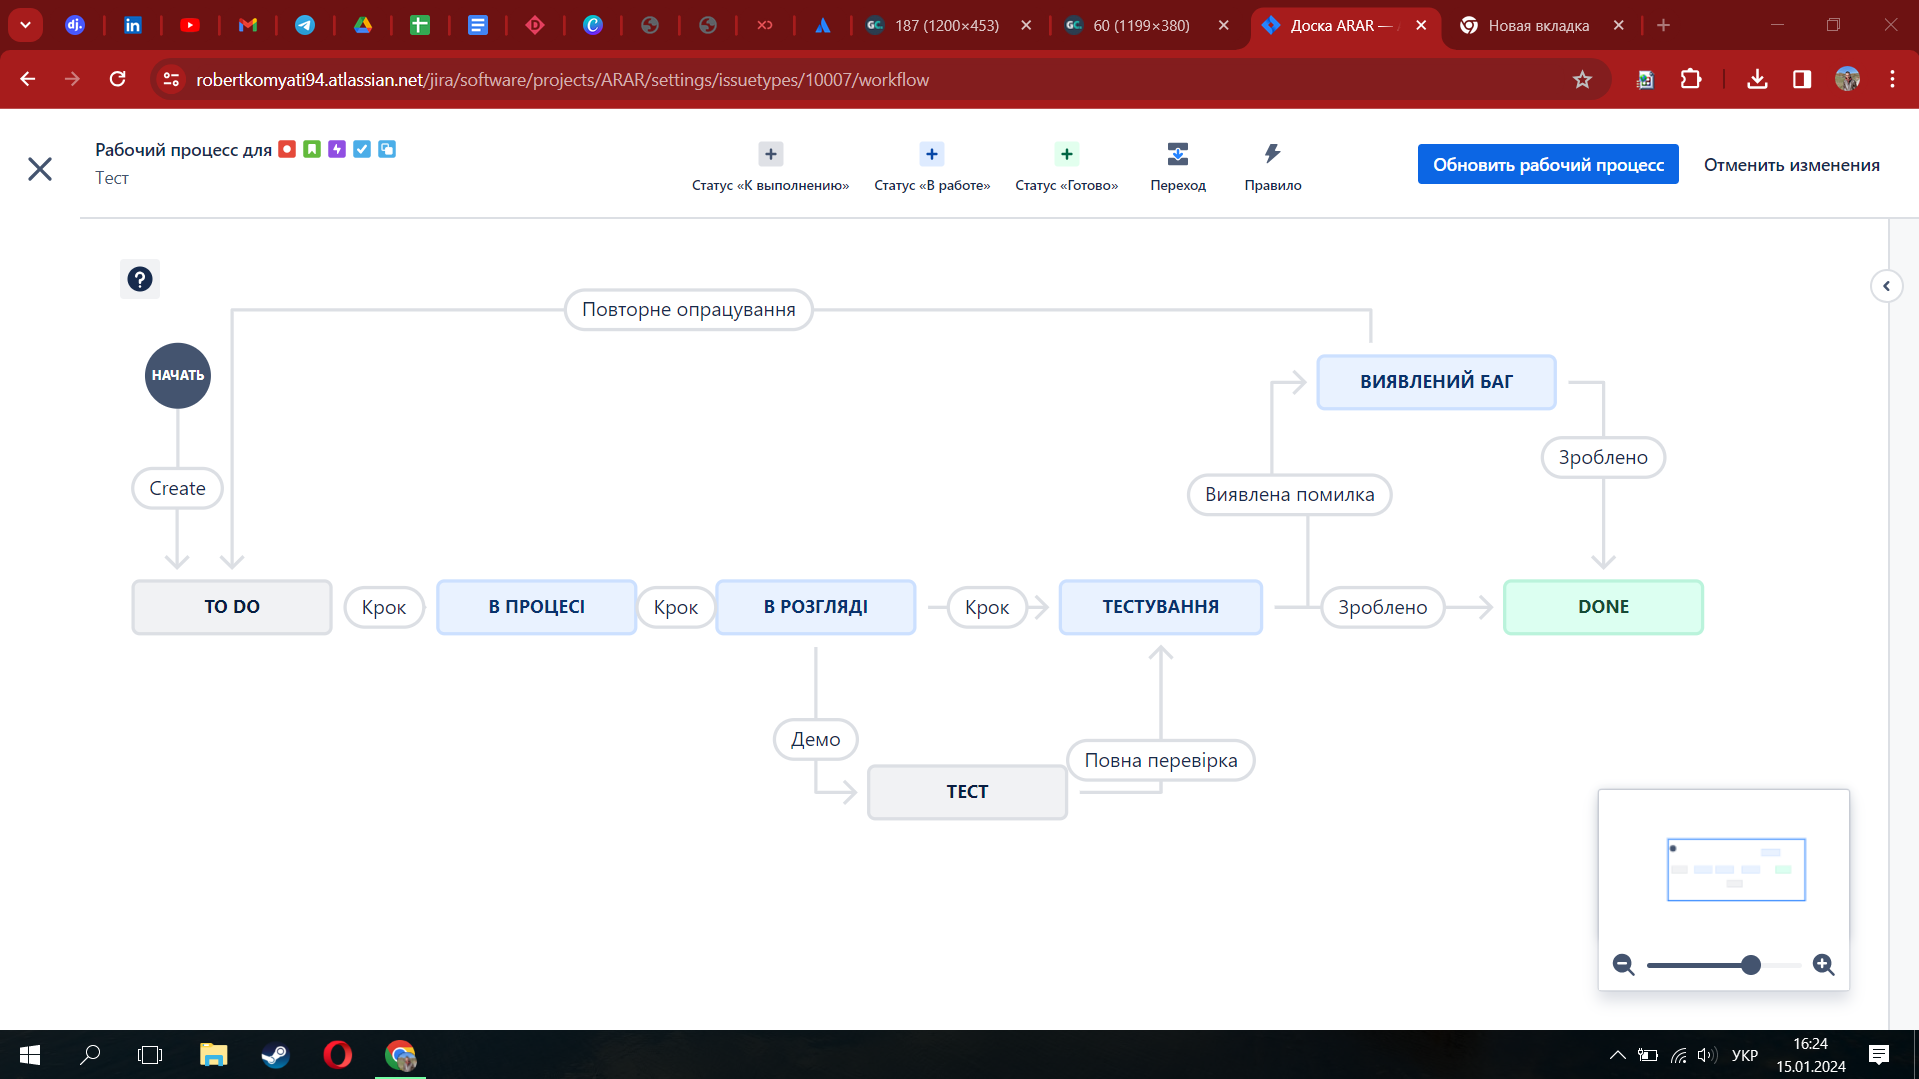 187 (1200×453)
60 (1199×380)
Доска ARAR —
Новая вкладка
robertkomyati94.atlassian.net/jira/software/projects/ARAR/settings/issuetypes/10007/workflow
Рабочий процесс для
Тест
Статус «К выполнению»
Статус «В работе»
Статус «Готово»
Переход
Правило
Обновить рабочий процесс
Отменить изменения
Повторне опрацування
НАЧАТЬ
ВИЯВЛЕНИЙ БАГ
Зроблено
Create
Виявлена помилка
TO DO
Крок
В ПРОЦЕСІ
Крок
В РОЗГЛЯДІ
Крок
ТЕСТУВАННЯ
Зроблено
DONE
Демо
Повна перевірка
ТЕСТ
16:24
УКР
15.01.2024